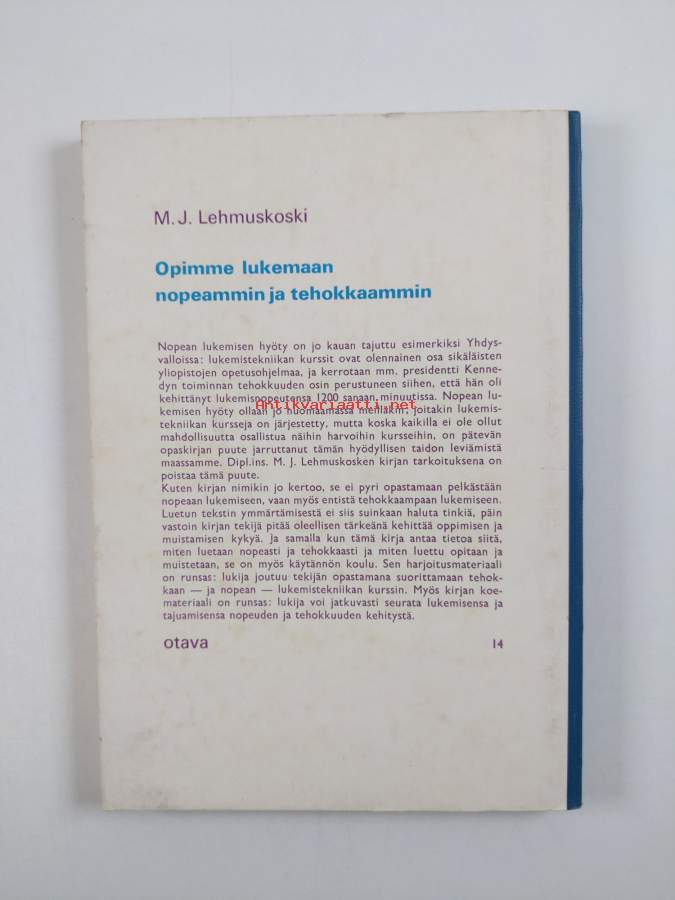 M. J. Lehmuskoski
Opimme lukemaan
nopeammin ja tehokkaammin
Nopean lukemisen hyöty on jo kauan tajuttu esimerkiksi Yhdys-
valloissa: lukemistekniikan kurssit ovat olennainen osa sikäläisten
yliopistojen opetusohjelmaa, ja kerrotaan mm. presidentti Kenne-
dyn toiminnan tehokkuuden osin perustuneen siihen, että hän oli
kehittänyt lukemisnopeutensa 1200 sanaan minuutissa. Nopean lu-
Antikvariaatti.net
kemisen hyöty ollaan jo huomaamassa meilläkin: joitakin lukemis-
tekniikan kursseja on järjestetty, mutta koska kaikilla ei ole ollut
mahdollisuutta osallistua näihin harvoihin kursseihin, on pätevän
opaskirjan puute jarruttanut tämän hyödyllisen taidon leviämistä
maassamme. Dipl.ins. M. J. Lehmuskosken kirjan tarkoituksena on
poistaa tämä puute.
Kuten kirjan nimikin jo kertoo, se ei pyri opastamaan pelkästään
nopeaan lukemiseen, vaan myös entistä tehokkaampaan lukemiseen.
Luetun tekstin ymmärtämisestä ei siis suinkaan haluta tinkiä, päin
vastoin kirjan tekijä pitää oleellisen tärkeänä kehittää oppimisen ja
muistamisen kykyä. Ja samalla kun tämä kirja antaa tietoa siitä,
miten luetaan nopeasti ja tehokkaasti ja miten luettu opitaan ja
muistetaan, se on myös käytännön koulu. Sen harjoitusmateriaali
on runsas: lukija joutuu tekijän opastamana suorittamaan tehok-
kaan — ja nopean — lukemistekniikan kurssin. Myös kirjan koe-
materiaali on runsas: lukija voi jatkuvasti seurata lukemisensa ja
tajuamisensa nopeuden ja tehokkuuden kehitystä.
otava 14